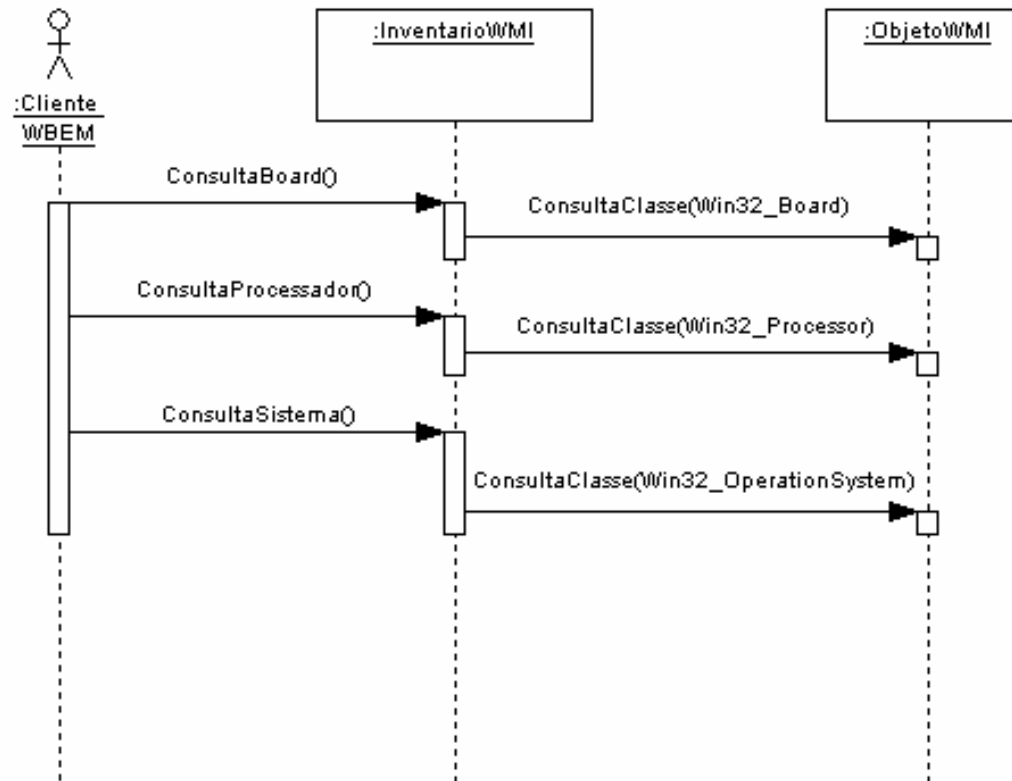 :InventarioWMI
:ObjetoWMI
:Cliente
WBEM
ConsultaBoard()
ConsultaClasse(Win32_Board)
ConsultaProcessador()
ConsultaClasse(Win32_Processor)
ConsultaSistema()
ConsultaClasse(Win32_OperationSystem)